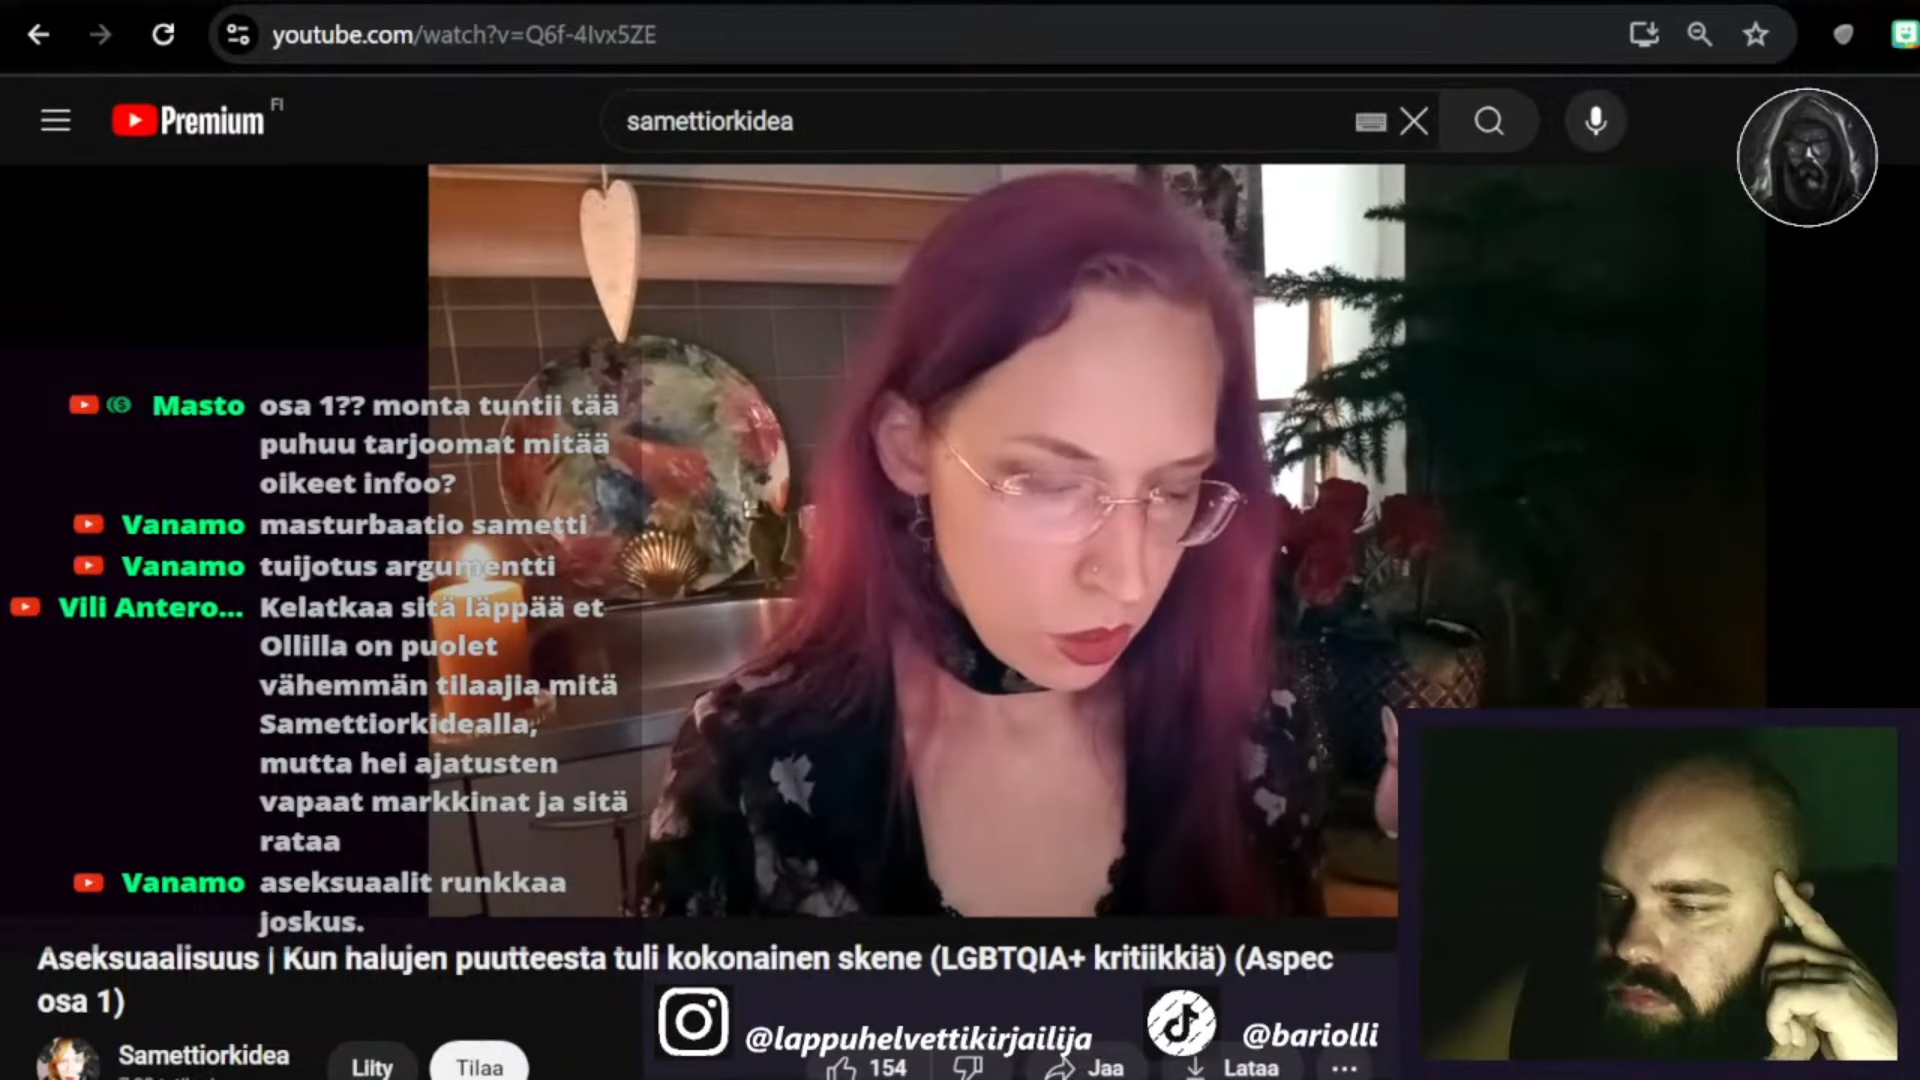 youtube.com/watch?v=Q6f-4lvx5ZE
Premium FI
samettiorkidea
Masto osa 1?? monta tuntii tää
puhuu tarjoomat mitää
oikeet infoo?
Vanamo masturbaatio sametti
Vanamo tuijotus argumentti
Vili Antero... Kelatkaa sitä läppää et
Ollilla on puolet
vähemmän tilaajia mitä
Samettiorkidealla,
mutta hei ajatusten
vapaat markkinat ja sitä
rataa
Vanamo aseksuaalit runkkaa
joskus.
Aseksuaalisuus | Kun halujen puutteesta tuli kokonainen skene (LGBTQIA+ kritiikkiä) (Aspec
osa 1)
@lappuhelvettikirjailija @bariolli
Samettiorkidea Liity Tilaa 154 Jaa Lataa